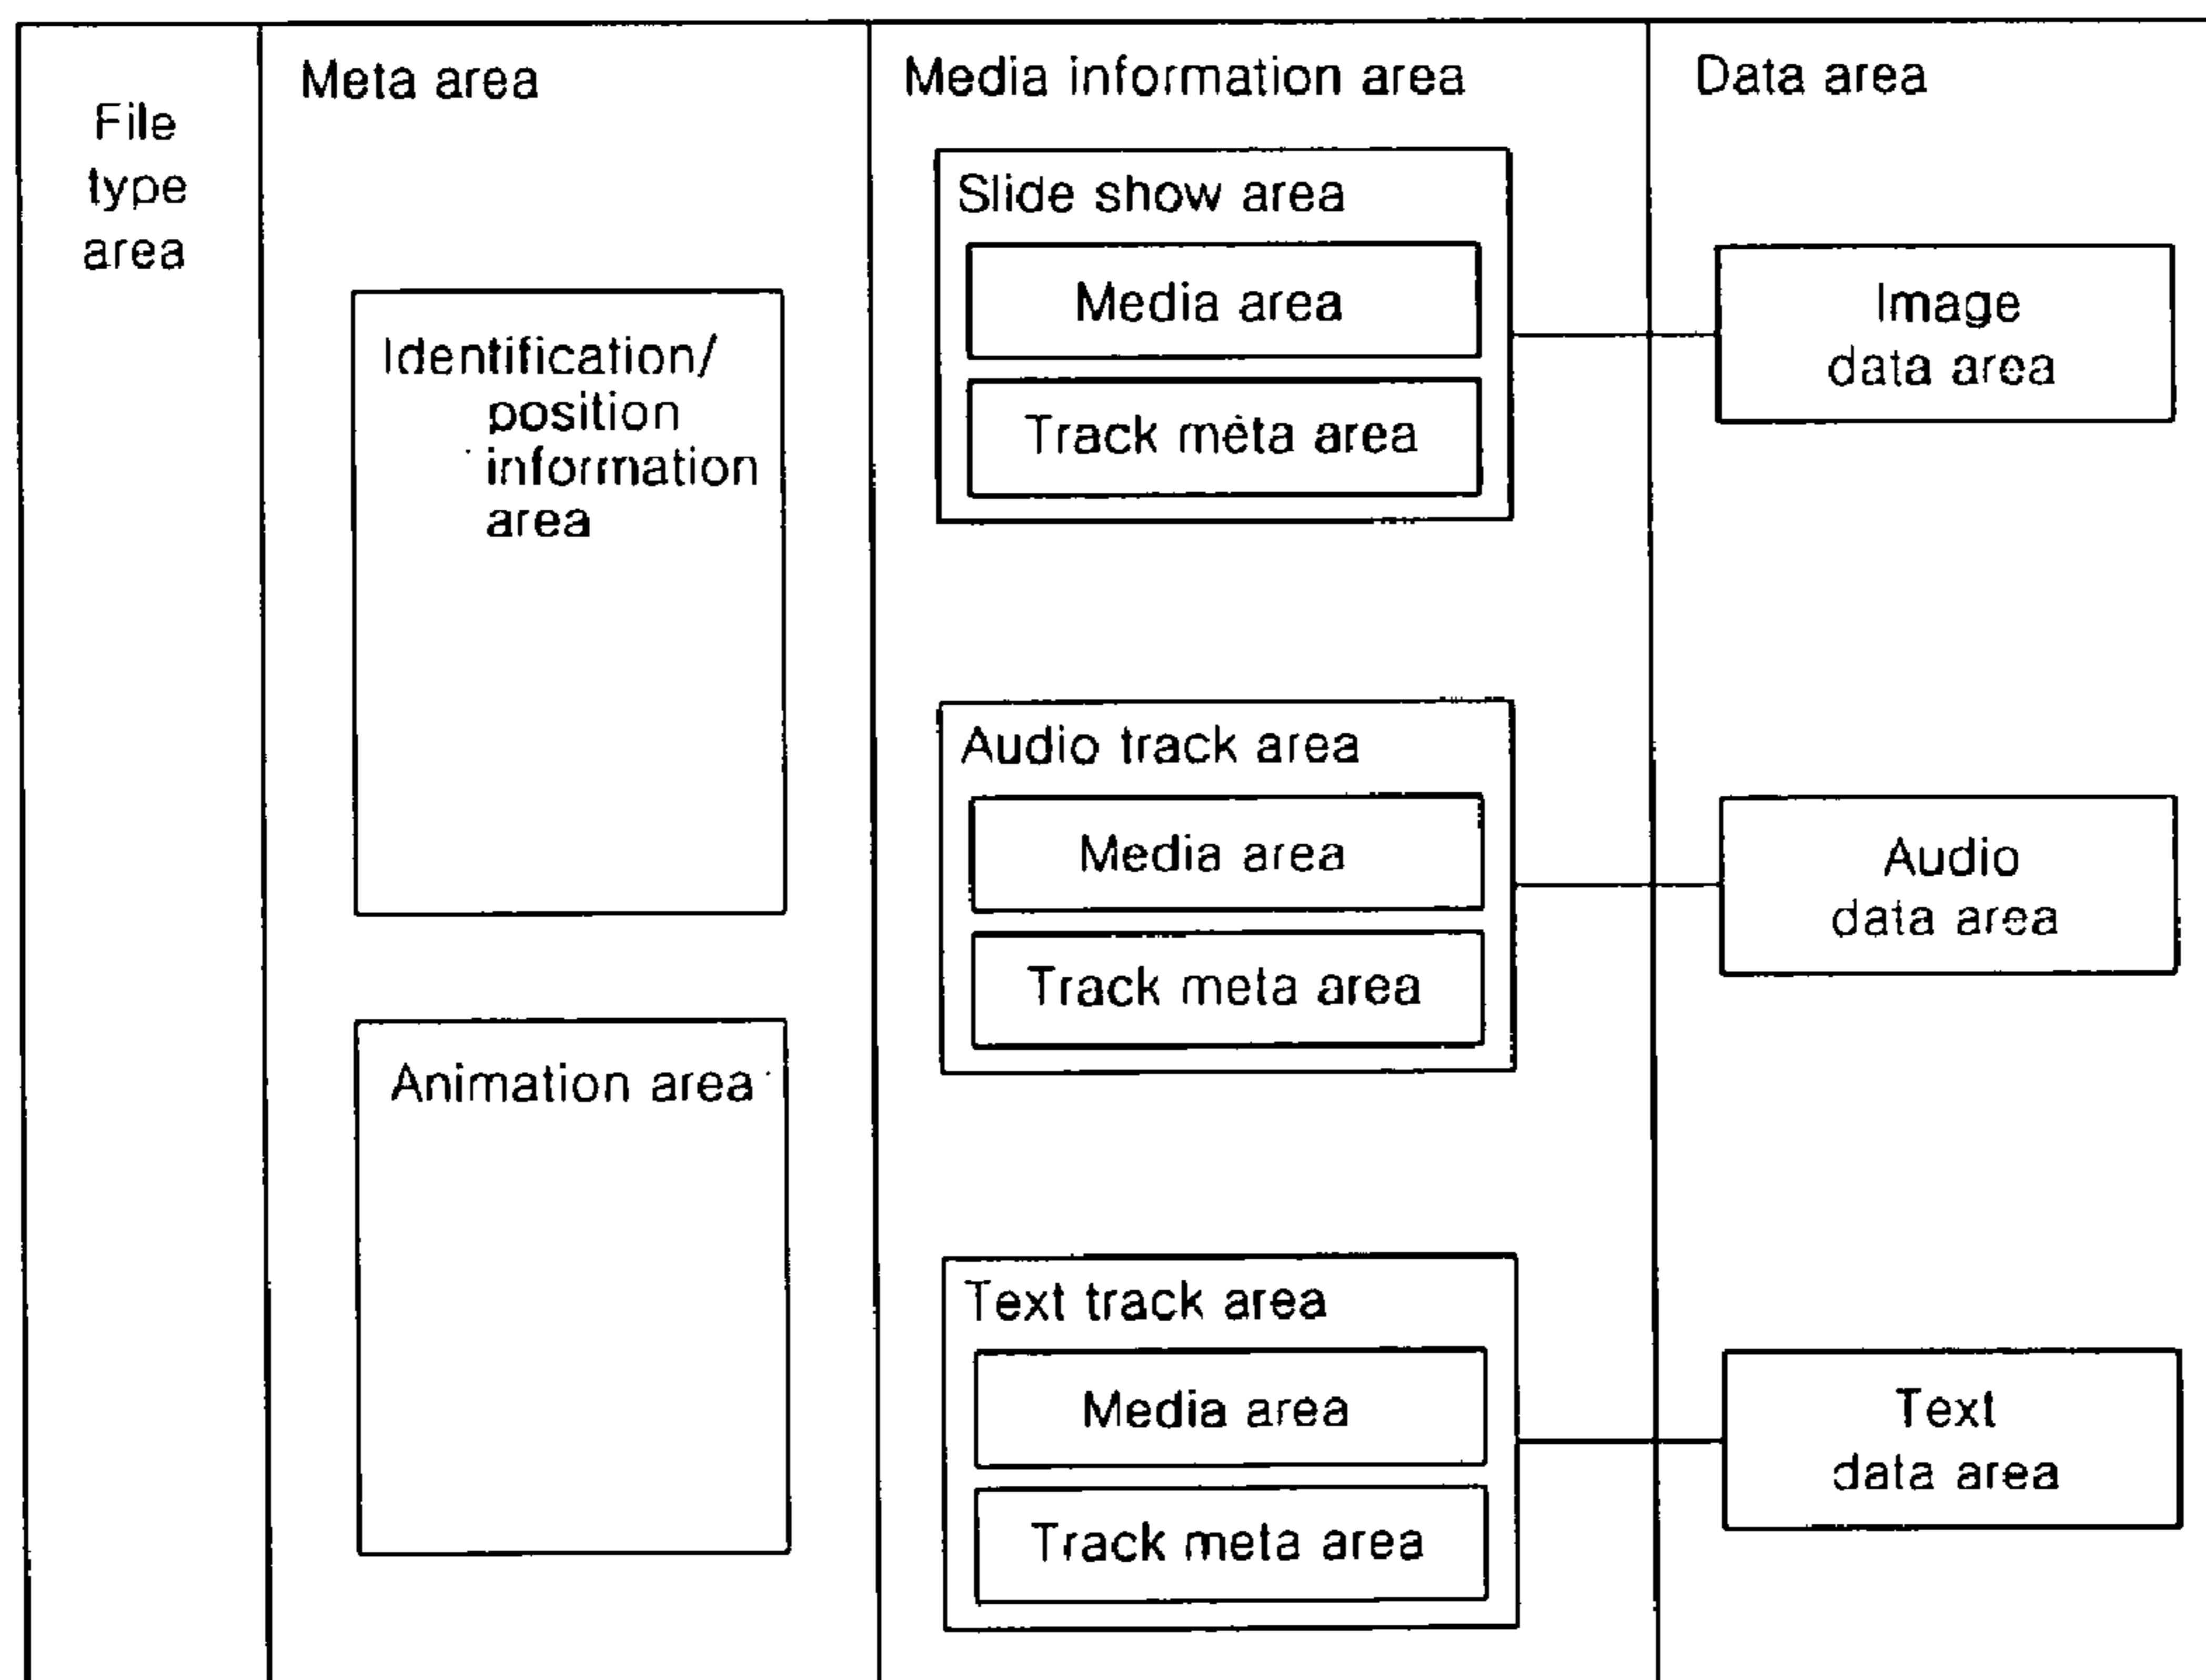 File
type
area
Meta area
Identification/
position
information
area
Animation area
Media information area
Slide show area
Media area
Track meta area
Audio track area
Media area
Track meta area
Text track area
Media area
Track meta area
Data area
Image
data area
Audio
data area
Text
data area